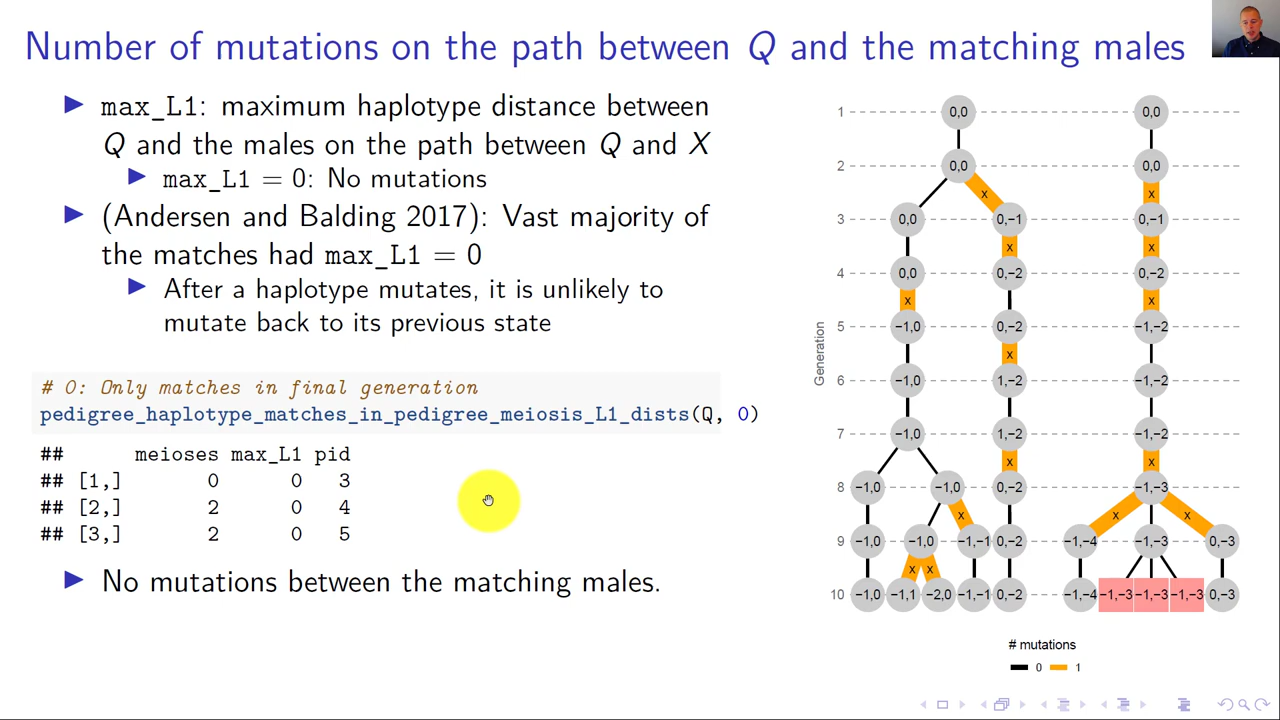 Number of mutations on the path between Q and the matching males
max_L1: maximum haplotype distance between
Q and the males on the path between Q and X
max_L1 = 0: No mutations
(Andersen and Balding 2017): Vast majority of
the matches had max_L1 = 0
After a haplotype mutates, it is unlikely to
mutate back to its previous state
# 0: Only matches in final generation
pedigree_haplotype_matches_in_pedigree_meiosis_L1_dists(Q, 0)
## meioses max_L1 pid
## [1,] 0 0 3
## [2,] 2 0 4
## [3,] 2 0 5
No mutations between the matching males.
Generation
1 0,0 0,0
2 0,0 0,0
x x
3 0,0 0,−1 0,−1
x x
4 0,0 0,−2 0,−2
x x
5 −1,0 0,−2 −1,−2
x
6 −1,0 1,−2 −1,−2
7 −1,0 1,−2 −1,−2
x x
8 −1,0 −1,0 0,−2 −1,−3
x x x
9 −1,0 −1,0 −1,−1 0,−2 −1,−4 −1,−3 0,−3
x x
10 −1,0 −1,1 −2,0 −1,−1 0,−2 −1,−4 −1,−3 −1,−3 −1,−3 0,−3
# mutations
0 1